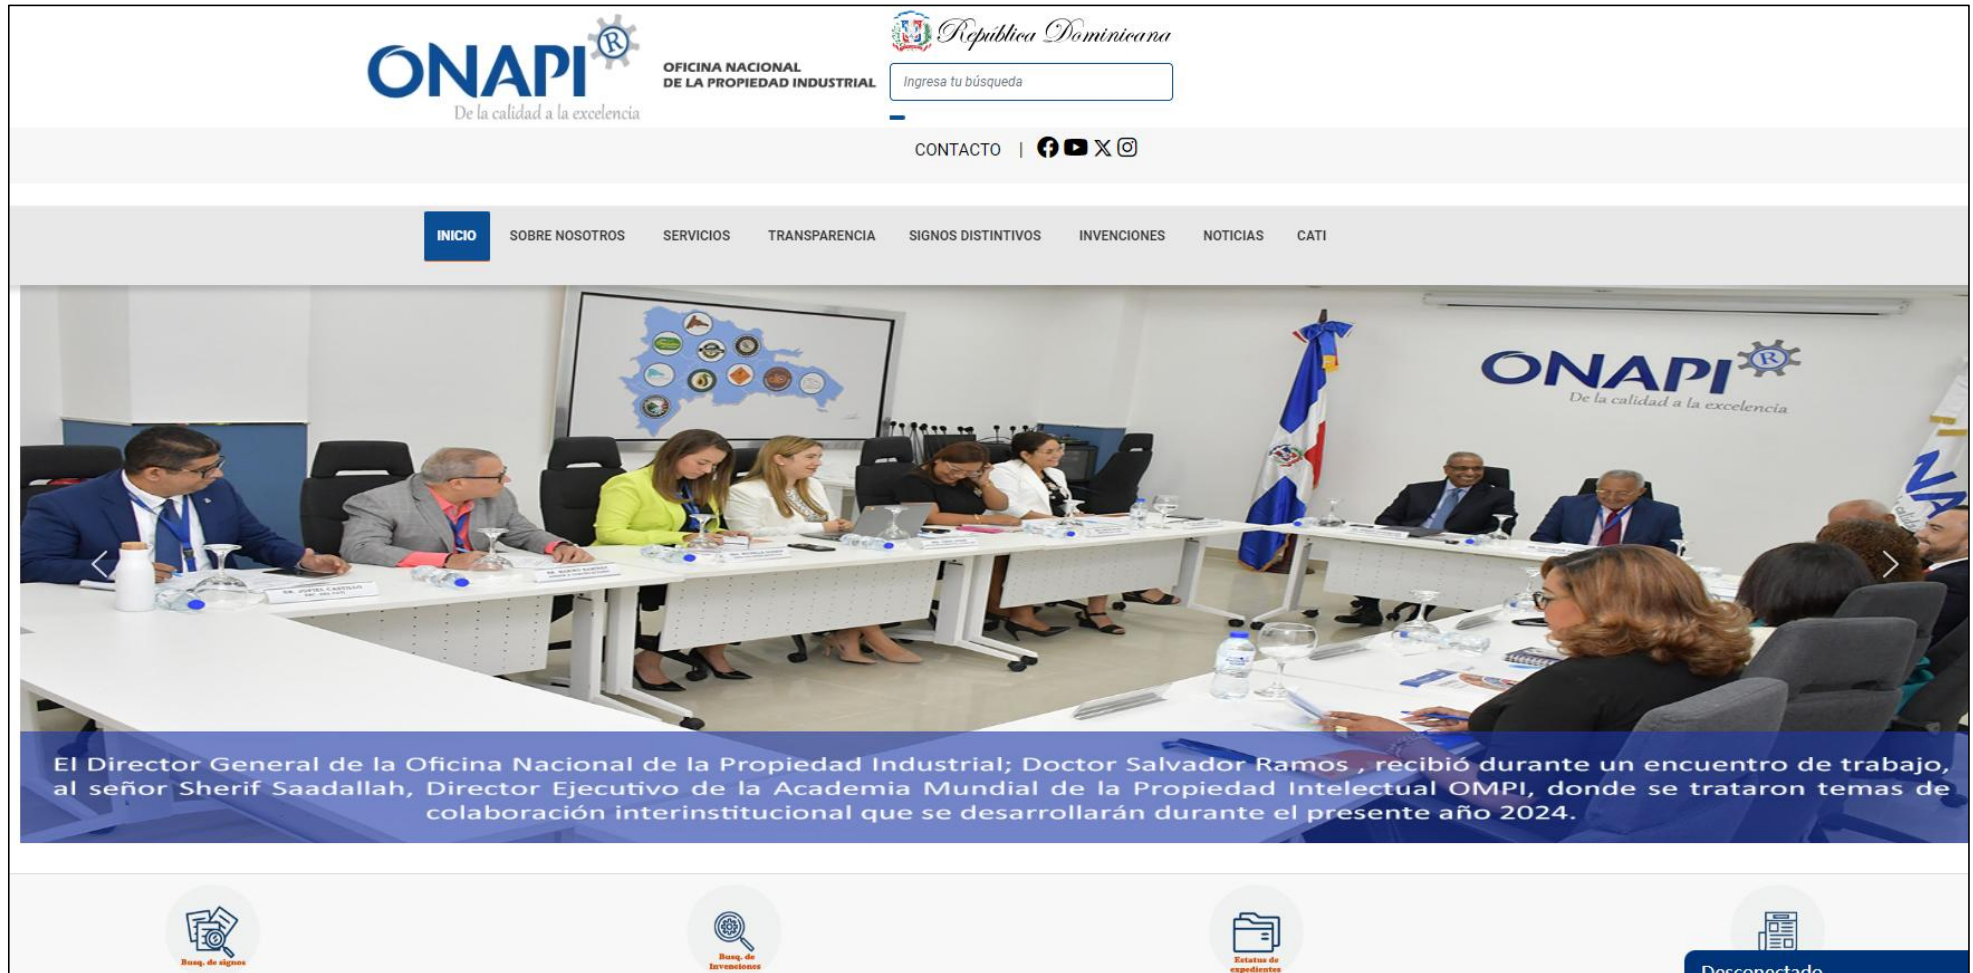 ONAPI R
De la calidad a la excelencia
OFICINA NACIONAL
DE LA PROPIEDAD INDUSTRIAL
República Dominicana
Ingresa tu búsqueda
CONTACTO |
INICIO SOBRE NOSOTROS SERVICIOS TRANSPARENCIA SIGNOS DISTINTIVOS INVENCIONES NOTICIAS CATI
ONAPI R
De la calidad a la excelencia
NA
El Director General de la Oficina Nacional de la Propiedad Industrial; Doctor Salvador Ramos , recibió durante un encuentro de trabajo,
al señor Sherif Saadallah, Director Ejecutivo de la Academia Mundial de la Propiedad Intelectual OMPI, donde se trataron temas de
colaboración interinstitucional que se desarrollarán durante el presente año 2024.
Busq. de signos
Busq. de
Invenciones
Estatus de
expedientes
Desconectado